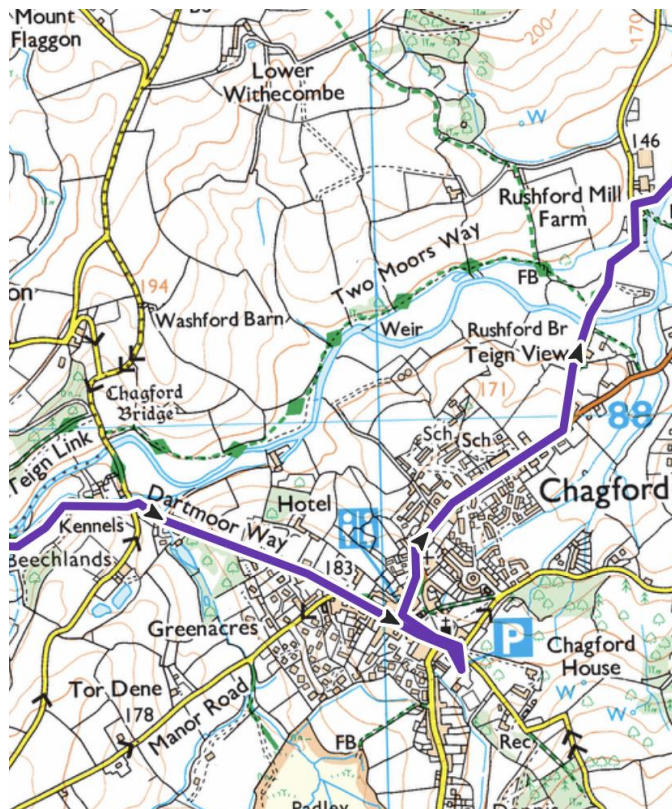 Mount
Flaggon
200
170
Lower
Withecombe
W
146
Rushford Mill
Farm
Two Moors Way
FB
194
Washford Barn
Weir
Rushford Br
Teign View
Chagford
Bridge
171
88
Sch
Sch
Teign Link
Hotel
Chagford
Dartmoor Way
Kennels
Beechlands
183
Greenacres
P
Chagford
House
Tor Dene
178
Manor Road
W
W
FB
Rec
Padley